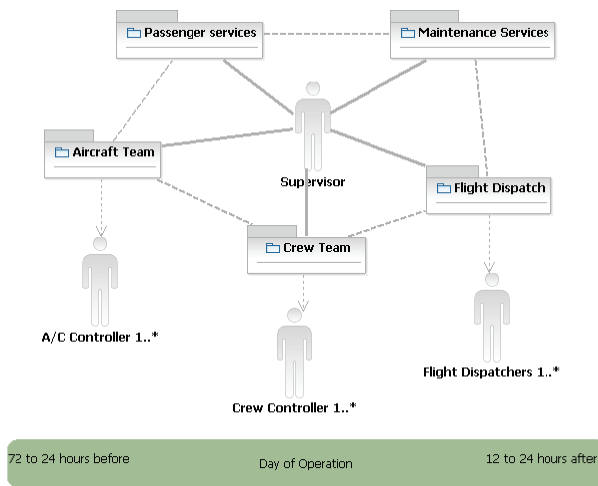 Passenger services
Maintenance Services
Aircraft Team
Supervisor
Flight Dispatch
Crew Team
A/C Controller 1..*
Flight Dispatchers 1..*
Crew Controller 1..*
72 to 24 hours before
Day of Operation
12 to 24 hours after